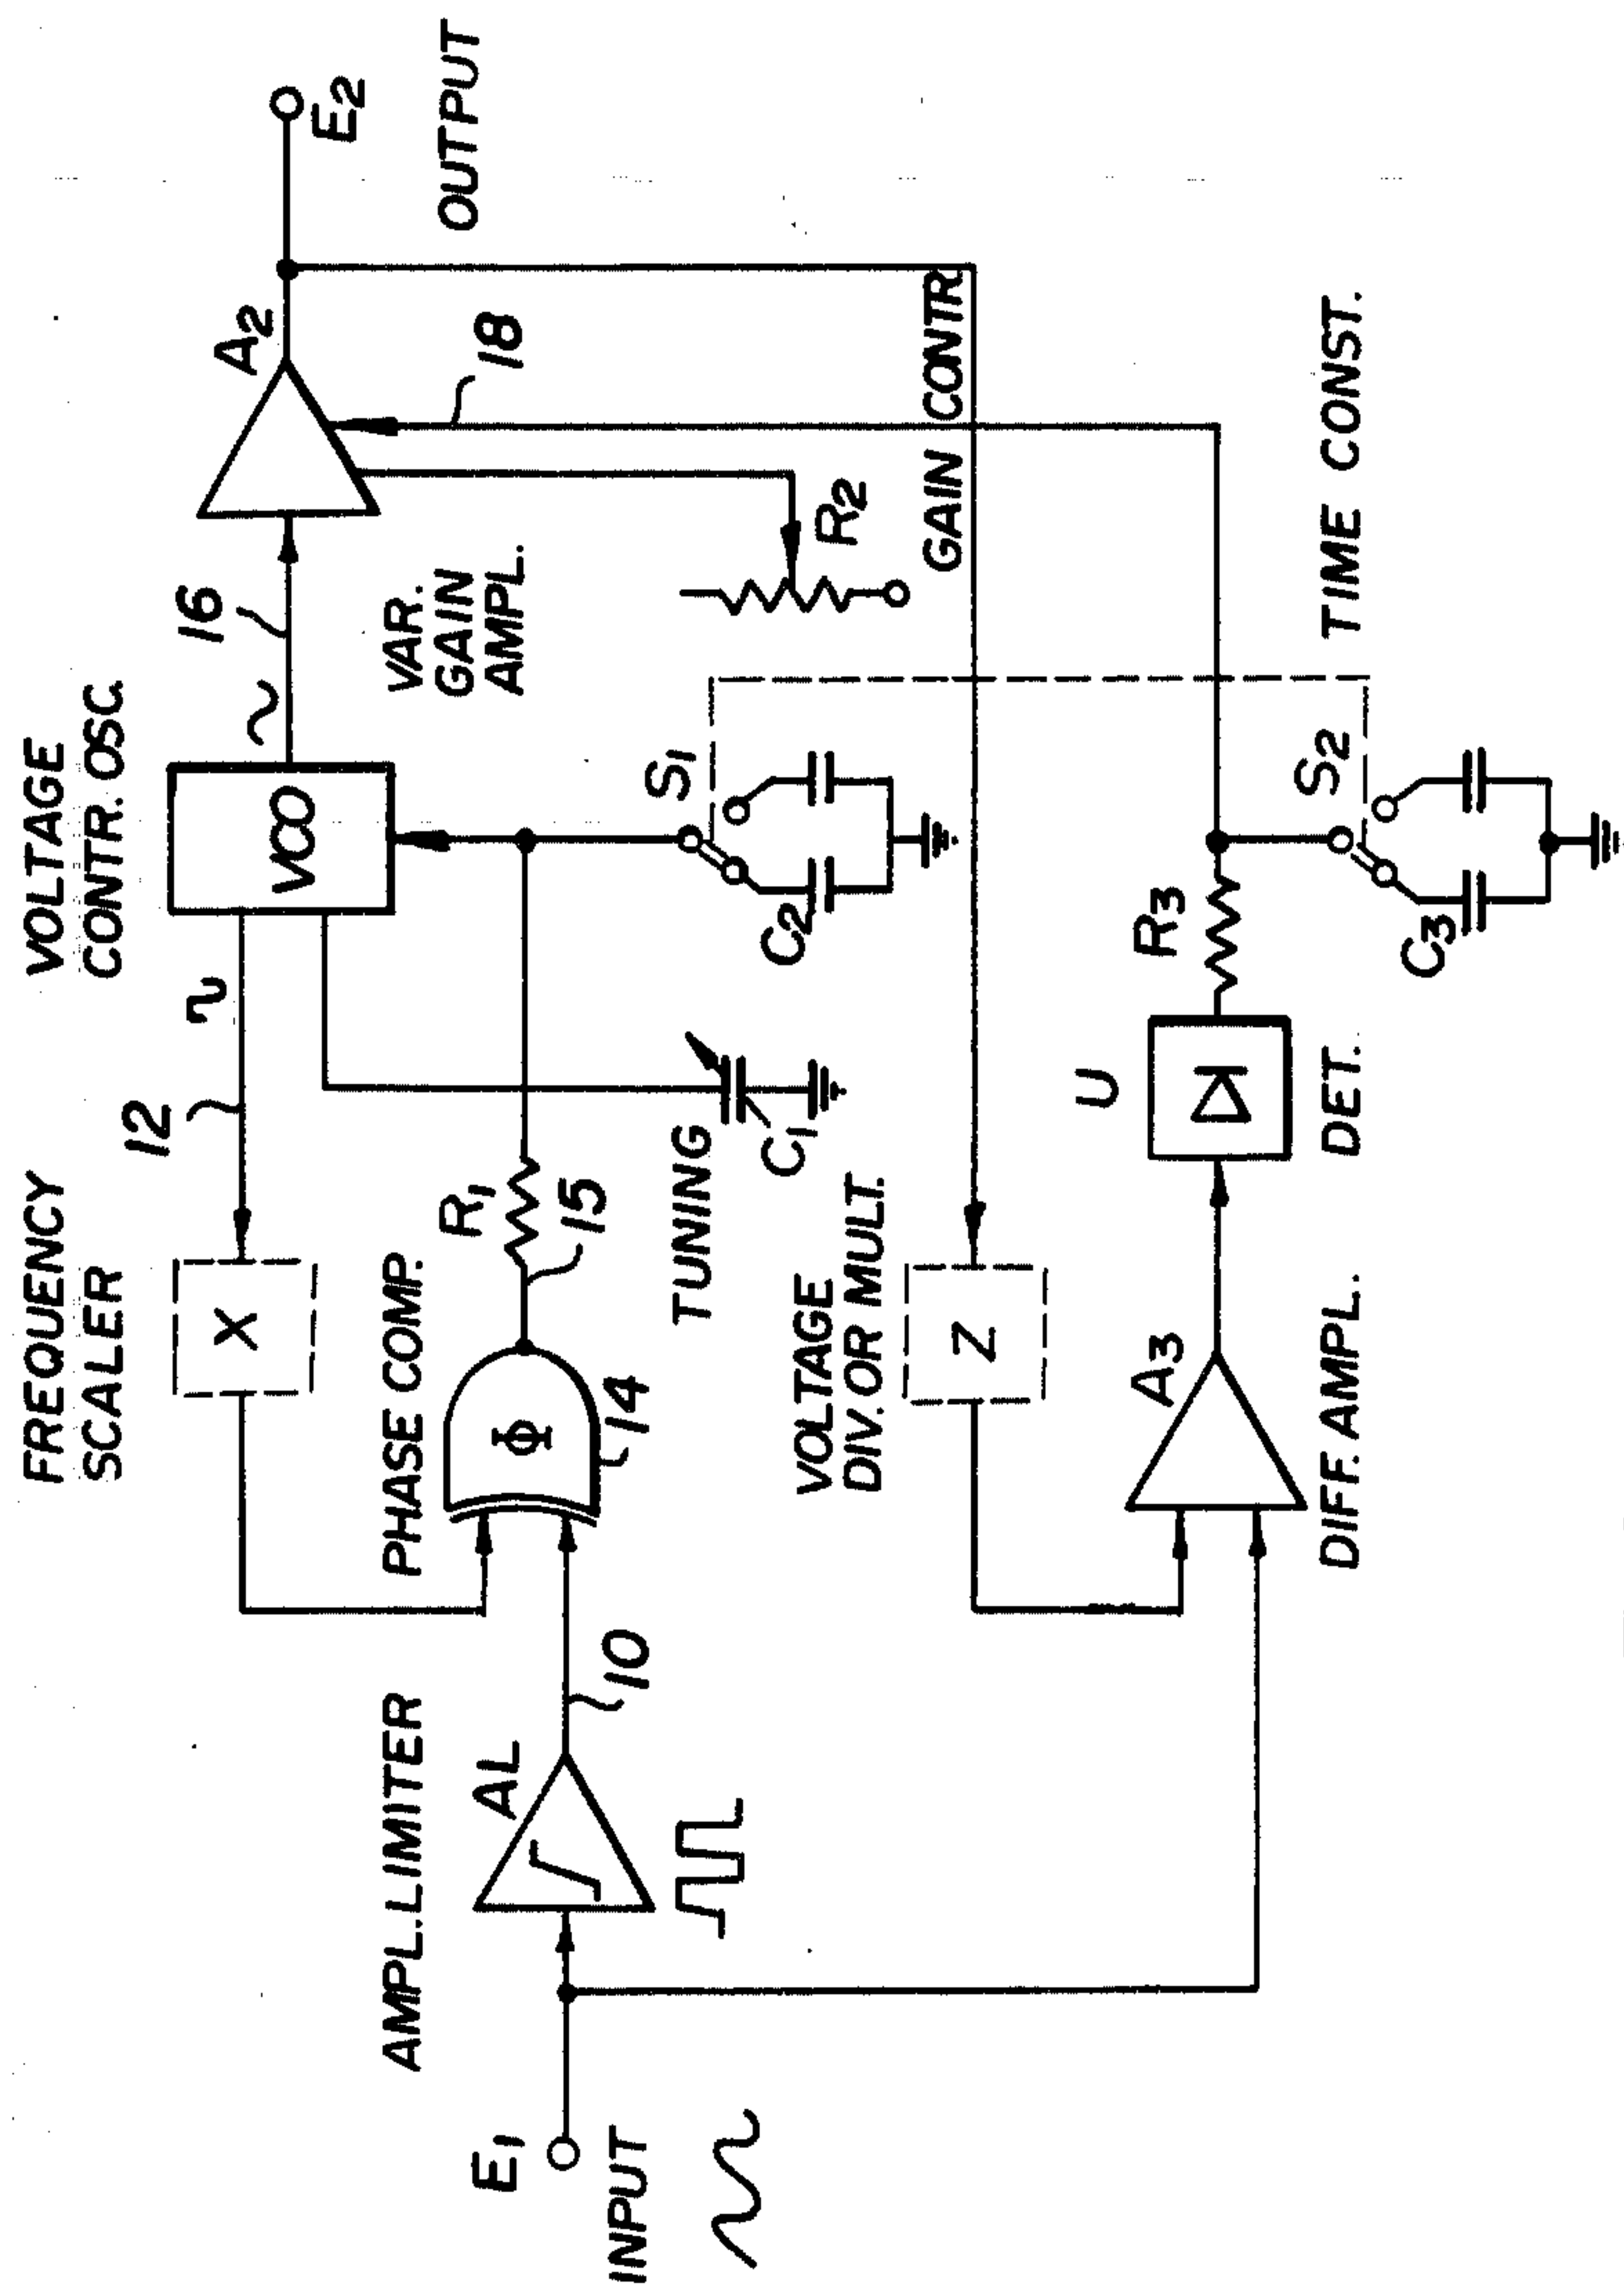 VOLTAGE
CONTR. OSC.
FREQUENCY
SCALER
12
16
A2
E2
OUTPUT
X
VCO
VAR.
GAIN
AMPL.
18
AMPL. LIMITER
PHASE COMP.
R1
15
E1
INPUT
AL
10
Φ
14
TUNING
C1
C2
S1
R2
GAIN CONTR.
VOLTAGE
DIV. OR MULT.
Z
A3
DIFF. AMPL.
U
DET.
R3
C3
S2
TIME CONST.